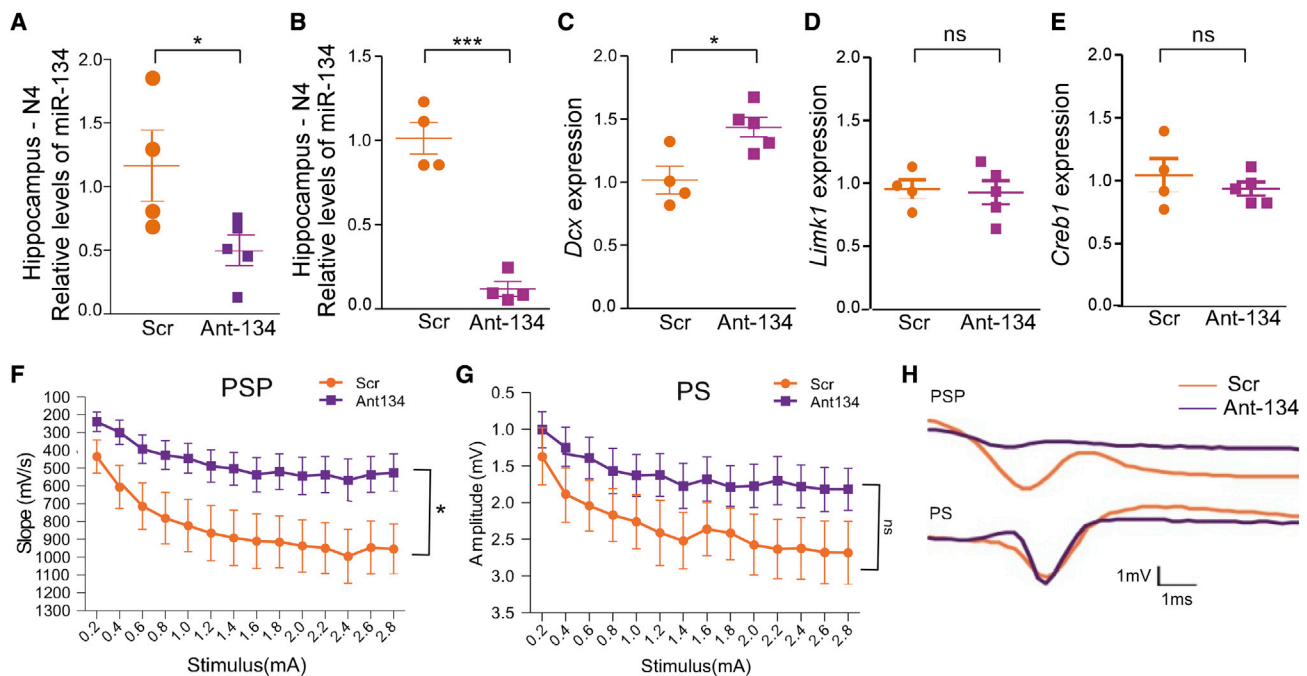 A
*
Hippocampus - N4
Relative levels of miR-134
2.0
1.5
1.0
0.5
0.0
Scr
Ant-134
B
***
Hippocampus - N4
Relative levels of miR-134
1.5
1.0
0.5
0.0
Scr
Ant-134
C
*
Dcx expression
2.0
1.5
1.0
0.5
0.0
Scr
Ant-134
D
ns
Limk1 expression
2.0
1.5
1.0
0.5
0.0
Scr
Ant-134
E
ns
Creb1 expression
2.0
1.5
1.0
0.5
0.0
Scr
Ant-134
F
PSP
Scr
Ant134
Slope (mV/s)
100
200
300
400
500
600
700
800
900
1000
1100
1200
1300
*
0.2 0.4 0.6 0.8 1.0 1.2 1.4 1.6 1.8 2.0 2.2 2.4 2.6 2.8
Stimulus(mA)
G
PS
Scr
Ant134
Amplitude (mV)
0.5
1.0
1.5
2.0
2.5
3.0
3.5
ns
0.2 0.4 0.6 0.8 1.0 1.2 1.4 1.6 1.8 2.0 2.2 2.4 2.6 2.8
Stimulus(mA)
H
Scr
Ant-134
PSP
PS
1mV
1ms